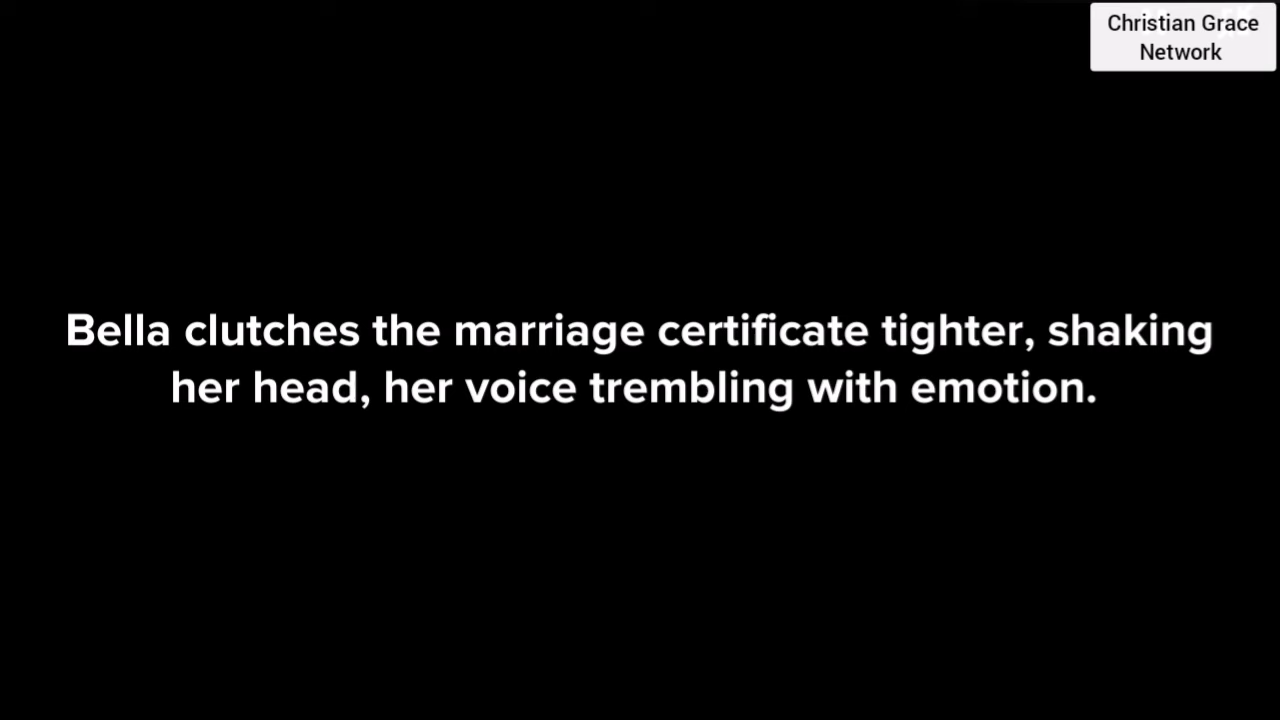 Christian Grace
Network
Bella clutches the marriage certificate tighter, shaking
her head, her voice trembling with emotion.